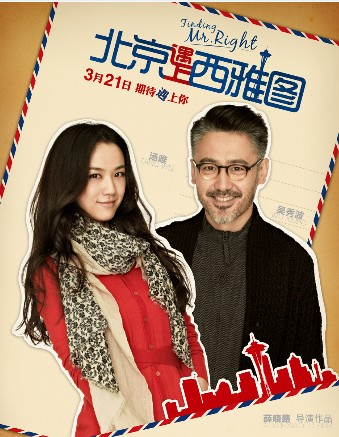 Finding
Mr. Right
北京遇上西雅图
3月21日 期待遇上你
汤唯
吴秀波
薛晓路 导演作品